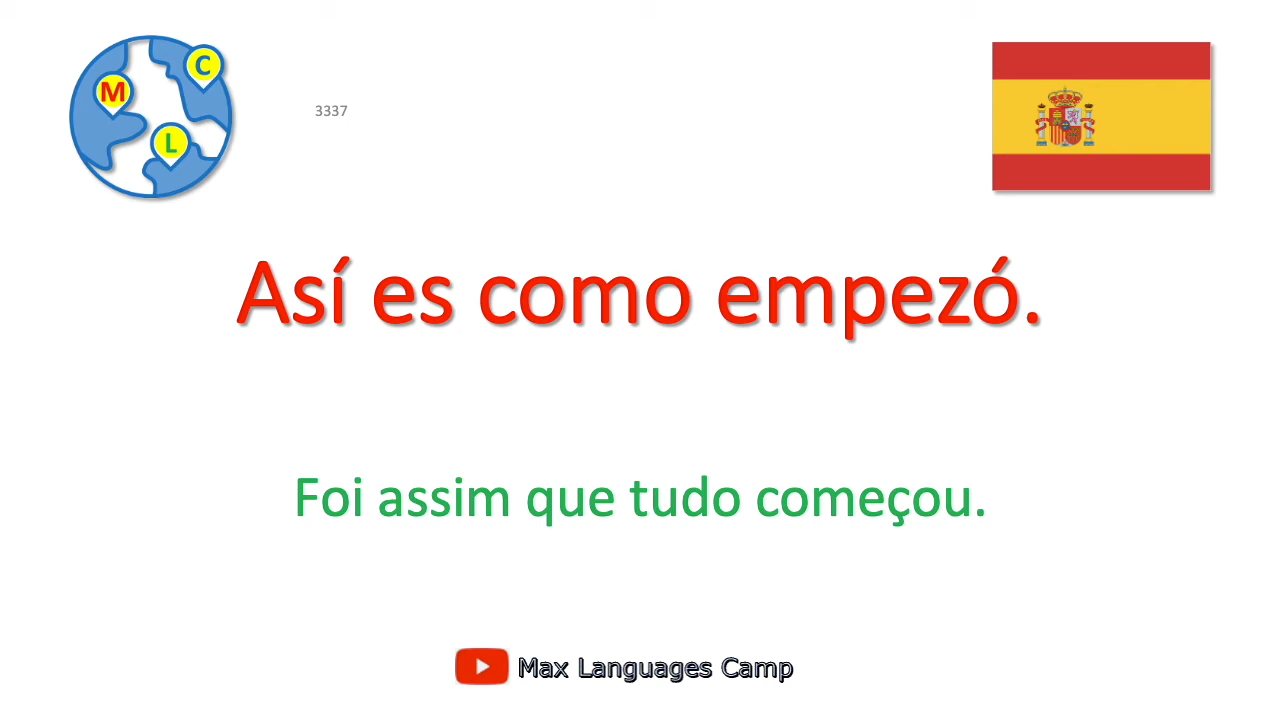 M
C
L
3337
Así es como empezó.
Foi assim que tudo começou.
Max Languages Camp